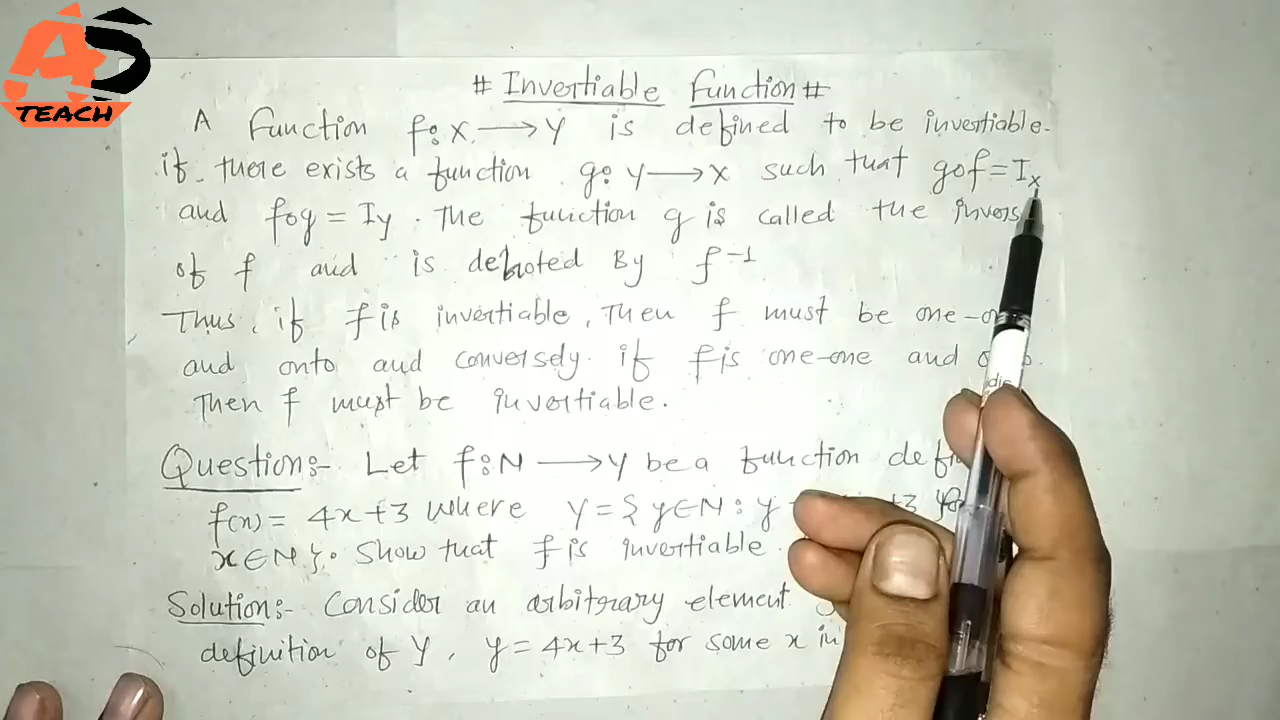 AS
TEACH
# Invertiable Function #
A function f: X ⟶ Y is defined to be invertiable.
if there exists a function g: Y ⟶ X such that gof = Ix
and fog = Iy. The function g is called the invers
of f and is denoted By f⁻¹
Thus, if f is invertiable, Then f must be one-on
and onto and conversely. if f is one-one and
Then f must be invertiable.
Question:- Let f: N ⟶ Y be a function defi
f(x) = 4x+3 where Y = { y∈N : y +3
x∈N }. Show that f is invertiable.
Solution:- Consider an arbitrary element
definition of Y, y = 4x+3 for some x in